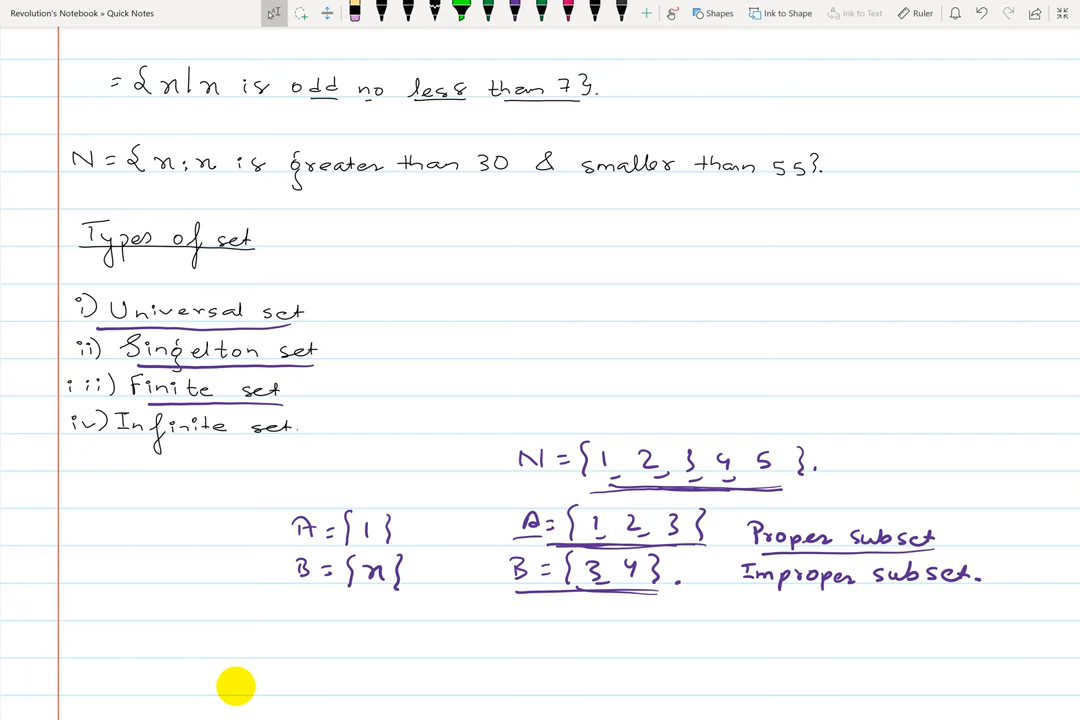 Revolution's Notebook » Quick Notes
Shapes
Ink to Shape
Ink to Text
Ruler
= {x|x is odd no less than 7}.
N = {x; x is greater than 30 & smaller than 55}.
Types of set
i) Universal set
ii) Singelton set
iii) Finite set
iv) Infinite set.
N = {1 2 3 4 5 }.
A = {1}
A = {1 2 3}
Proper subset
B = {x}
B = {3 4}.
Improper subset.